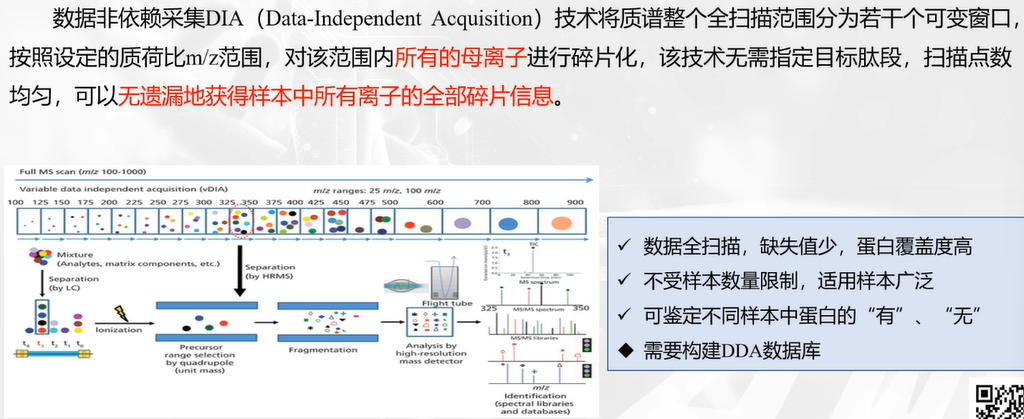 数据非依赖采集DIA（Data-Independent Acquisition）技术将质谱整个全扫描范围分为若干个可变窗口，
按照设定的质荷比m/z范围，对该范围内所有的母离子进行碎片化，该技术无需指定目标肽段，扫描点数
均匀，可以无遗漏地获得样本中所有离子的全部碎片信息。
Full MS scan (m/z 100-1000)
Variable data independent acquisition (vDIA) m/z ranges: 25 m/z, 100 m/z
100 125 150 175 200 225 250 275 300 325 350 375 400 425 450 475 500 600 700 800 900
Mixture
(Analytes, matrix components, etc.)
Separation
(by LC)
Ionization
Separation
(by HRMS)
Precursor
range selection
by quadrupole
(unit mass)
Fragmentation
Flight tube
Analysis by
high-resolution
mass detector
TIC
MS spectrum
325 350
MS/MS spectrum
MS/MS libraries
m/z
Identification
(spectral libraries
and databases)
✓ 数据全扫描，缺失值少，蛋白覆盖度高
✓ 不受样本数量限制，适用样本广泛
✓ 可鉴定不同样本中蛋白的“有”、“无”
◆ 需要构建DDA数据库